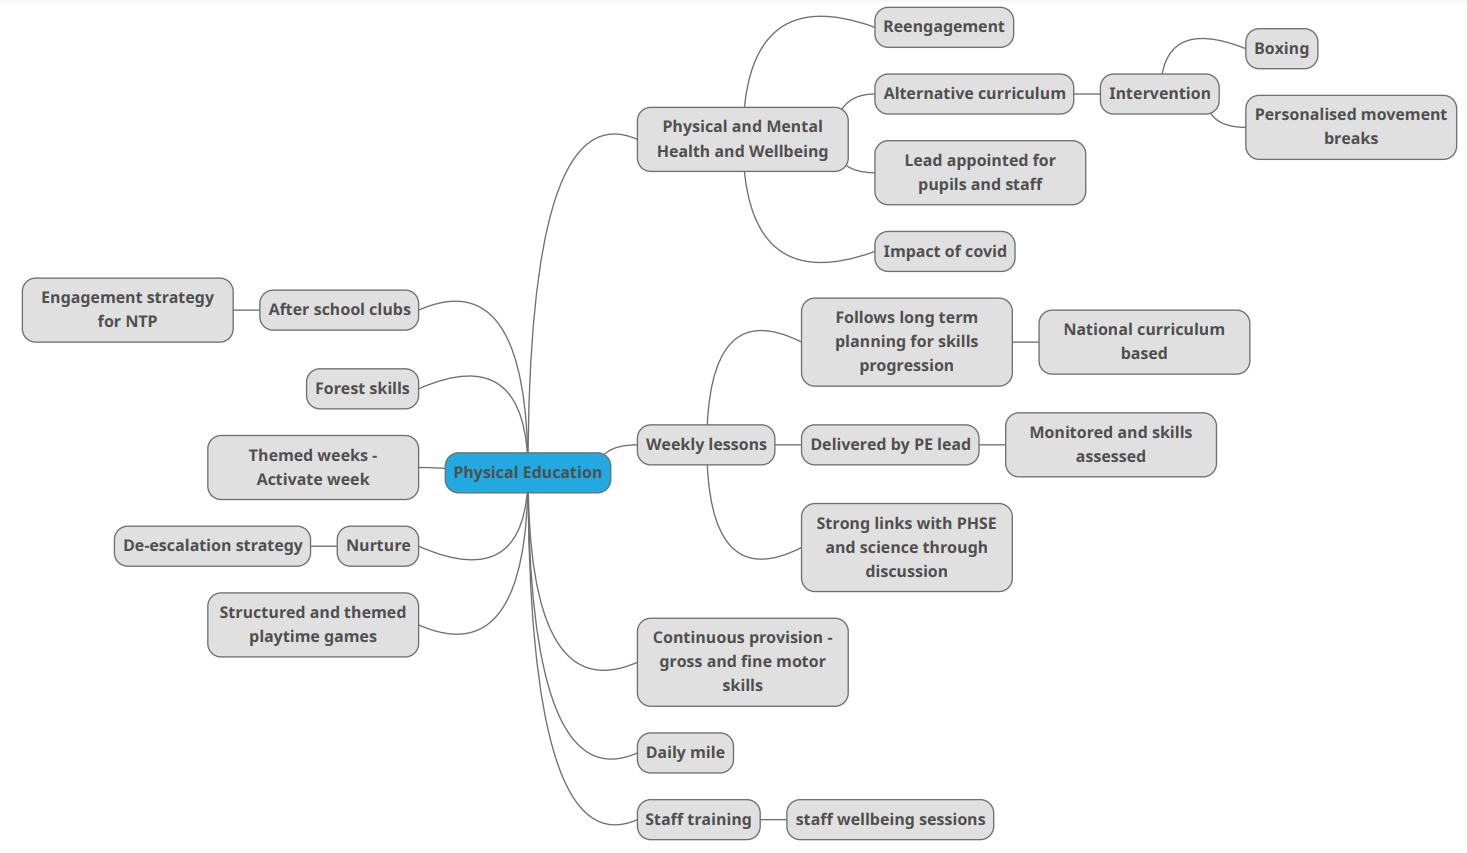 Reengagement
Boxing
Alternative curriculum
Intervention
Personalised movement
breaks
Physical and Mental
Health and Wellbeing
Lead appointed for
pupils and staff
Impact of covid
Engagement strategy
for NTP
After school clubs
Forest skills
Themed weeks -
Activate week
De-escalation strategy
Nurture
Structured and themed
playtime games
Physical Education
Follows long term
planning for skills
progression
National curriculum
based
Weekly lessons
Delivered by PE lead
Monitored and skills
assessed
Strong links with PHSE
and science through
discussion
Continuous provision -
gross and fine motor
skills
Daily mile
Staff training
staff wellbeing sessions